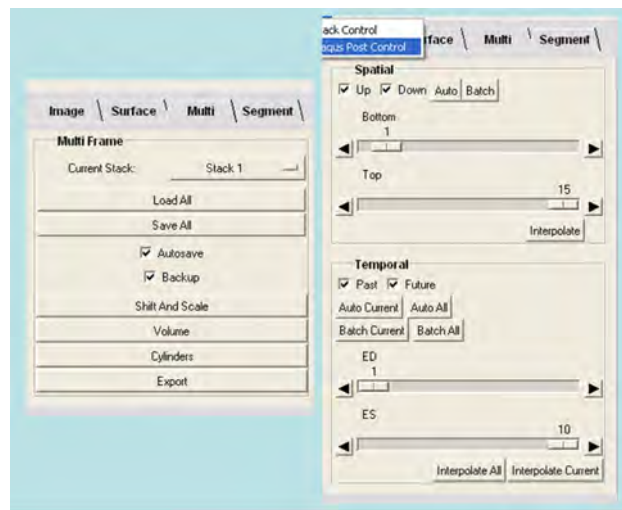 Image Surface Multi Segment
Multi Frame
Current Stack: Stack 1
Load All
Save All
Autosave
Backup
Shift And Scale
Volume
Cylinders
Export
ack Control
aqus Post Control
rface Multi Segment
Spatial
Up Down Auto Batch
Bottom
1
Top
15
Interpolate
Temporal
Past Future
Auto Current Auto All
Batch Current Batch All
ED
1
ES
10
Interpolate All Interpolate Current